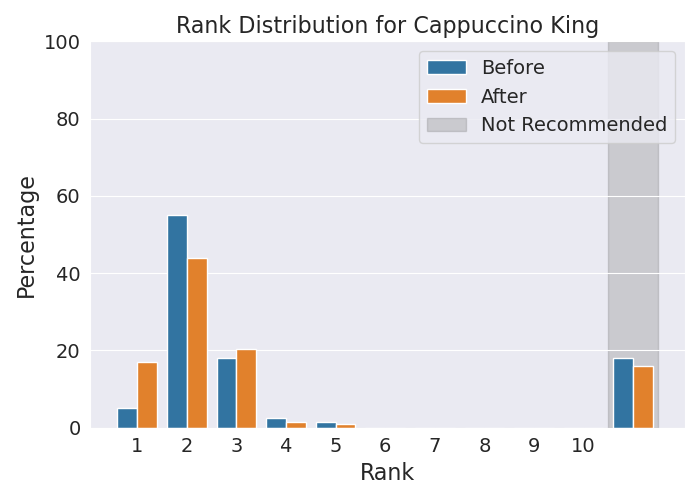 Rank Distribution for Cappuccino King
100
80
60
40
20
0
Percentage
Before
After
Not Recommended
1 2 3 4 5 6 7 8 9 10
Rank